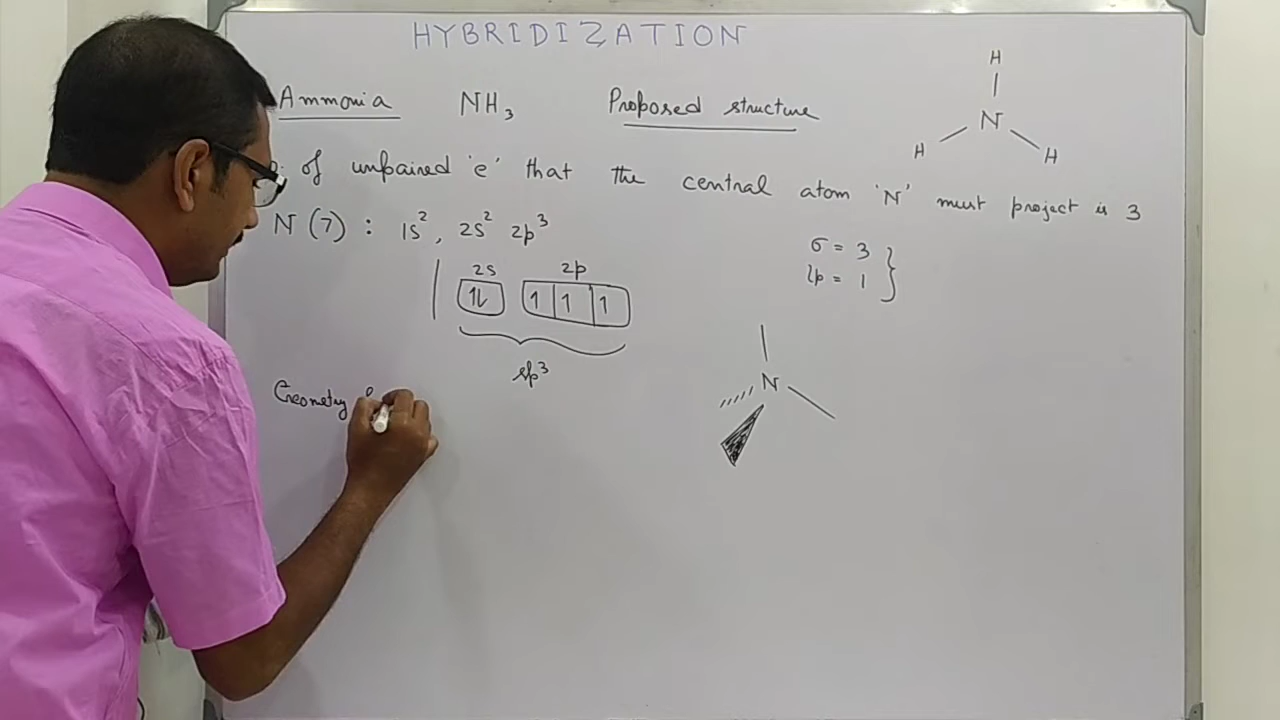 HYBRIDIZATION
Ammonia NH₃ Proposed structure
H
N
H H
of unpaired 'e' that the central atom 'N' must project is 3
N (7) : 1s², 2s² 2p³
σ = 3
lp = 1
2s 2p
1⇂ 1 1 1
sp³
N
Geometry